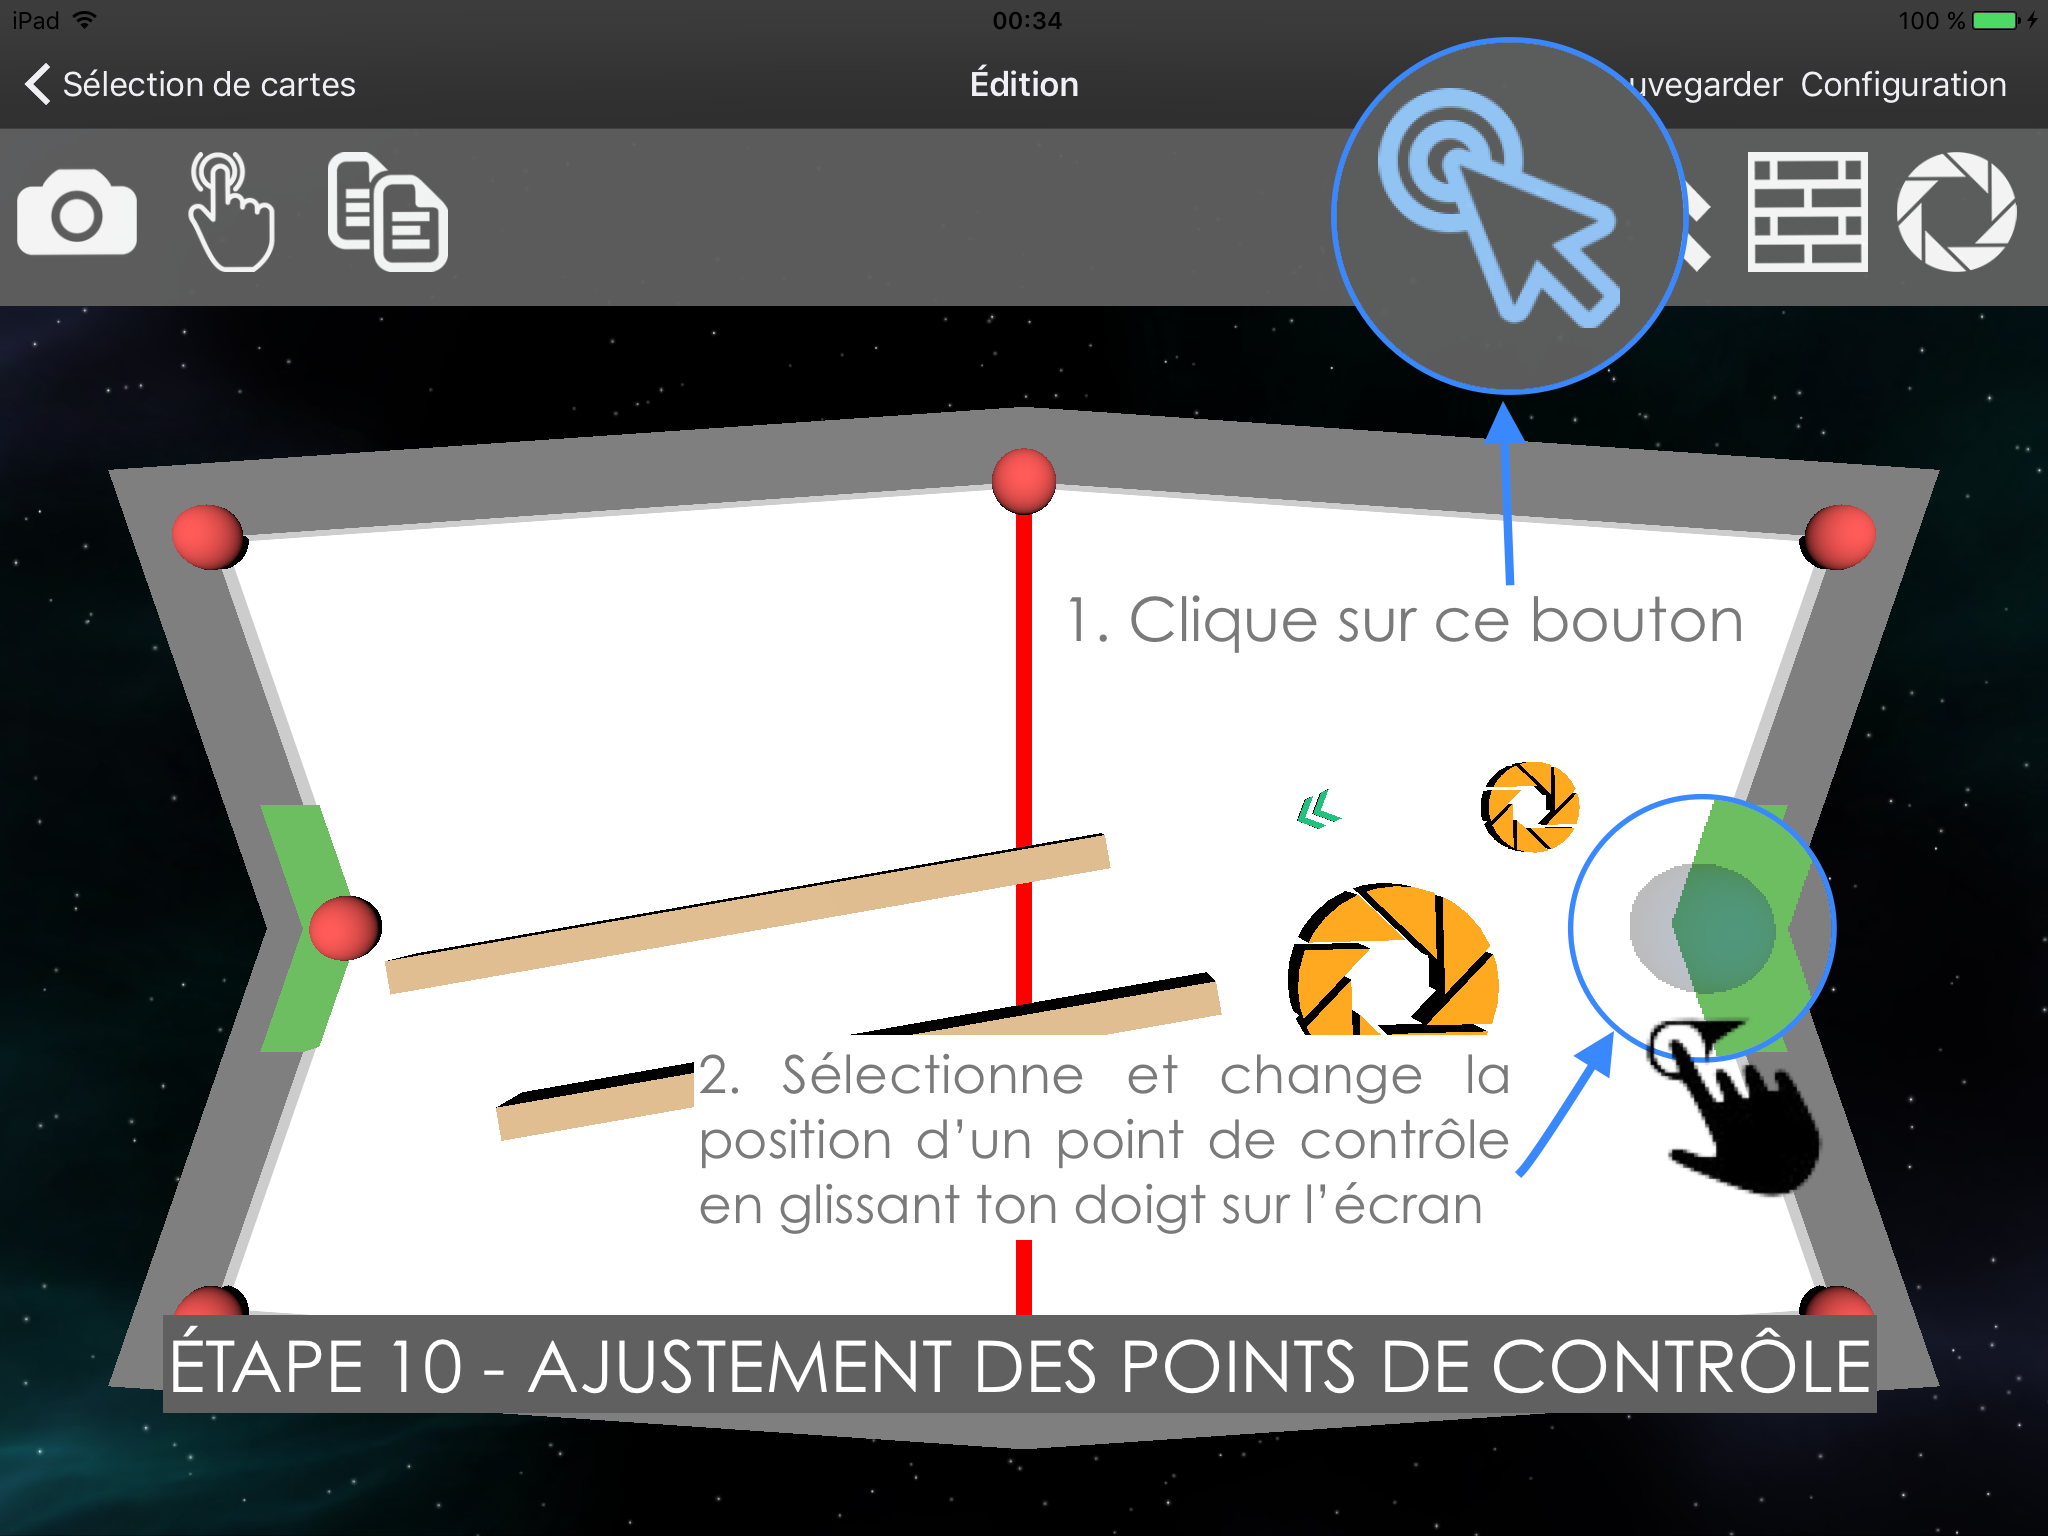 iPad 00:34 100 %
Sélection de cartes Édition uvegarder Configuration
1. Clique sur ce bouton
2. Sélectionne et change la
position d’un point de contrôle
en glissant ton doigt sur l’écran
ÉTAPE 10 - AJUSTEMENT DES POINTS DE CONTRÔLE